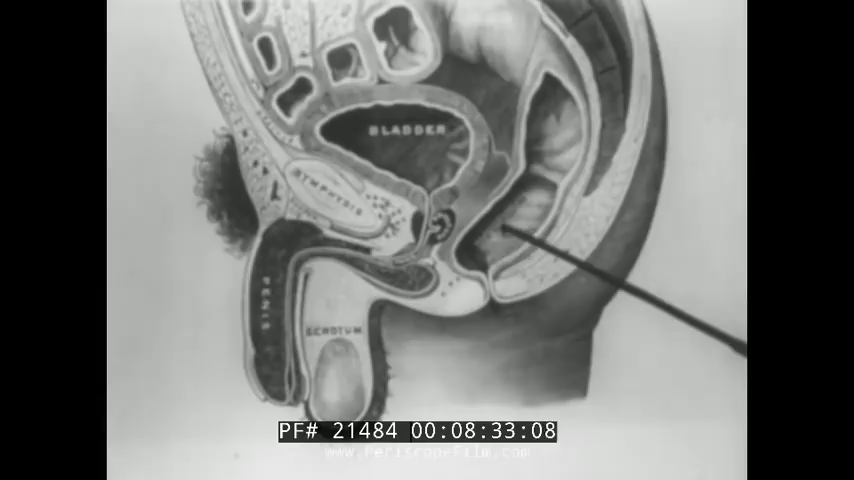 BLADDER
SYMPHYSIS
PENIS
SCROTUM
PF# 21484 00:08:33:08
www.PeriscopeFilm.com